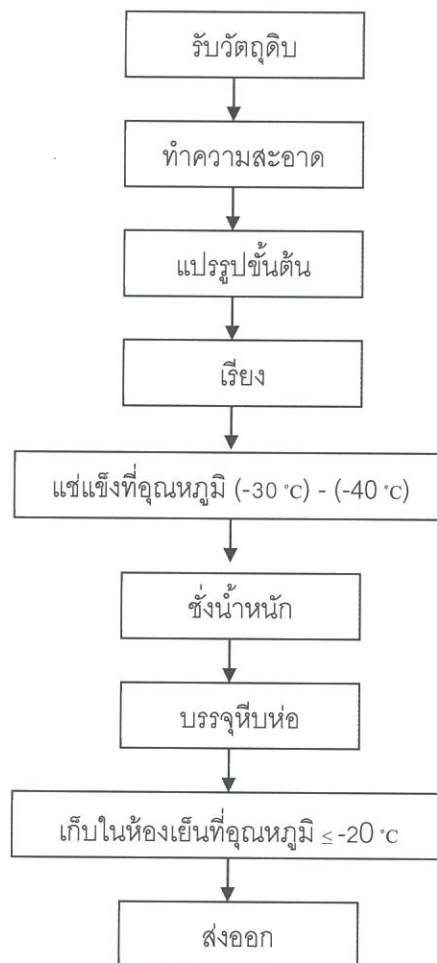 รับวัตถุดิบ
ทำความสะอาด
แปรรูปขั้นต้น
เรียง
แช่แข็งที่อุณหภูมิ (-30 °C) - (-40 °C)
ชั่งน้ำหนัก
บรรจุหีบห่อ
เก็บในห้องเย็นที่อุณหภูมิ ≤ -20 °C
ส่งออก